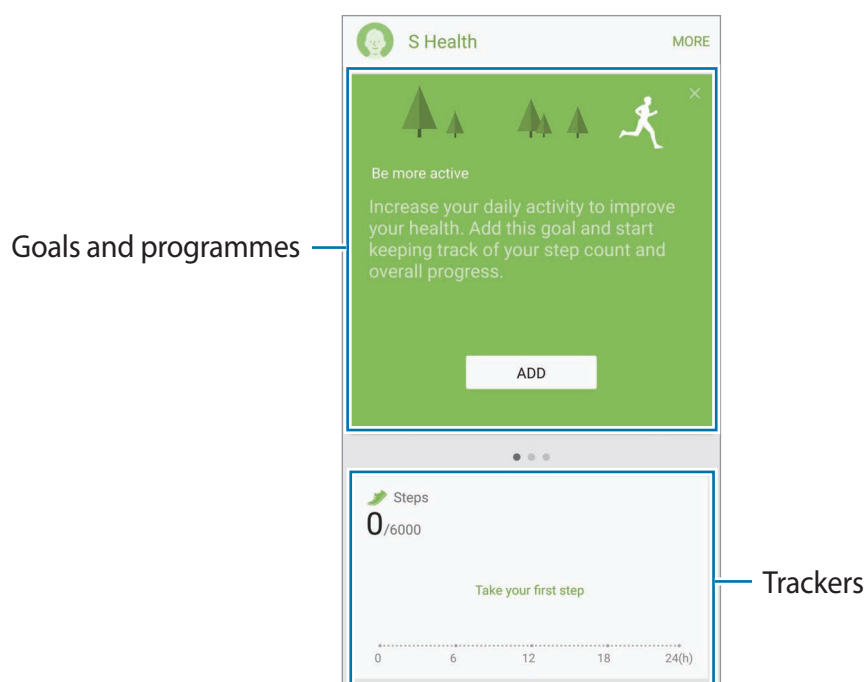 S Health
MORE
Be more active
Increase your daily activity to improve
your health. Add this goal and start
keeping track of your step count and
overall progress.
Goals and programmes
ADD
Steps
0/6000
Take your first step
Trackers
0 6 12 18 24(h)